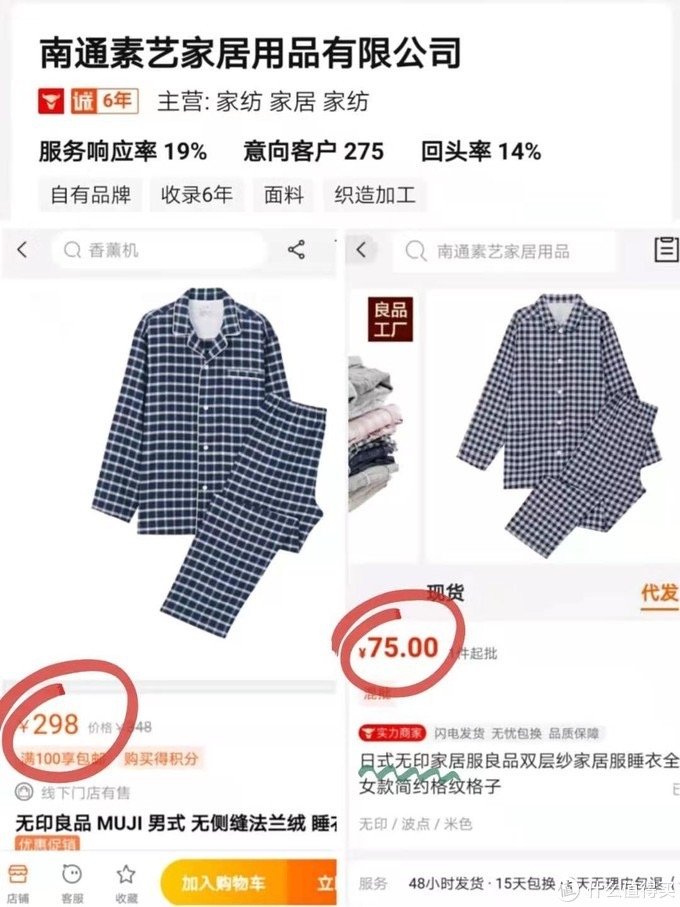 南通素艺家居用品有限公司
诚 6年 主营: 家纺 家居 家纺
服务响应率 19% 意向客户 275 回头率 14%
自有品牌 收录6年 面料 织造加工
香薰机
¥298 价格 ¥348
满100享包邮 购买得积分
线下门店有售
无印良品 MUJI 男式 无侧缝法兰绒 睡衣
优惠促销
店铺 客服 收藏 加入购物车 立
南通素艺家居用品
良品
工厂
现货 代发
¥75.00 1件起批
混批
实力商家 闪电发货 无忧包换 品质保障
日式无印家居服良品双层纱家居服睡衣全
女款简约格纹格子
无印 / 波点 / 米色
服务 48小时发货 · 15天包换 · 7天无理由包退
什么值得买